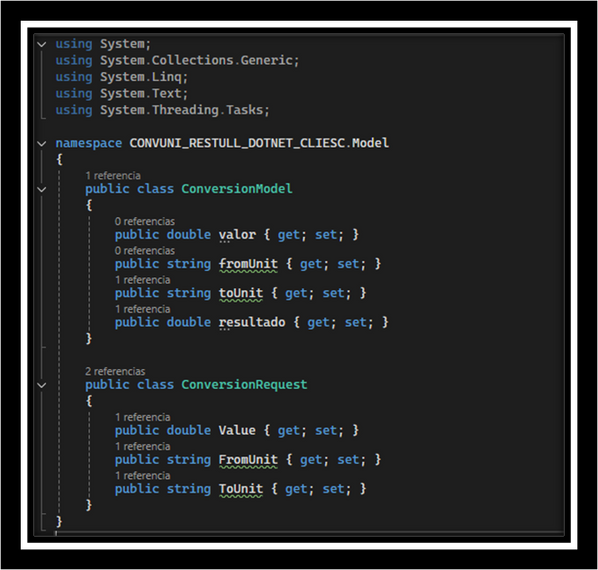 using System;
using System.Collections.Generic;
using System.Linq;
using System.Text;
using System.Threading.Tasks;
namespace CONVUNI_RESTULL_DOTNET_CLIESC.Model
{
1 referencia
public class ConversionModel
{
0 referencias
public double valor { get; set; }
0 referencias
public string fromUnit { get; set; }
1 referencia
public string toUnit { get; set; }
1 referencia
public double resultado { get; set; }
}
2 referencias
public class ConversionRequest
{
1 referencia
public double Value { get; set; }
1 referencia
public string FromUnit { get; set; }
1 referencia
public string ToUnit { get; set; }
}
}